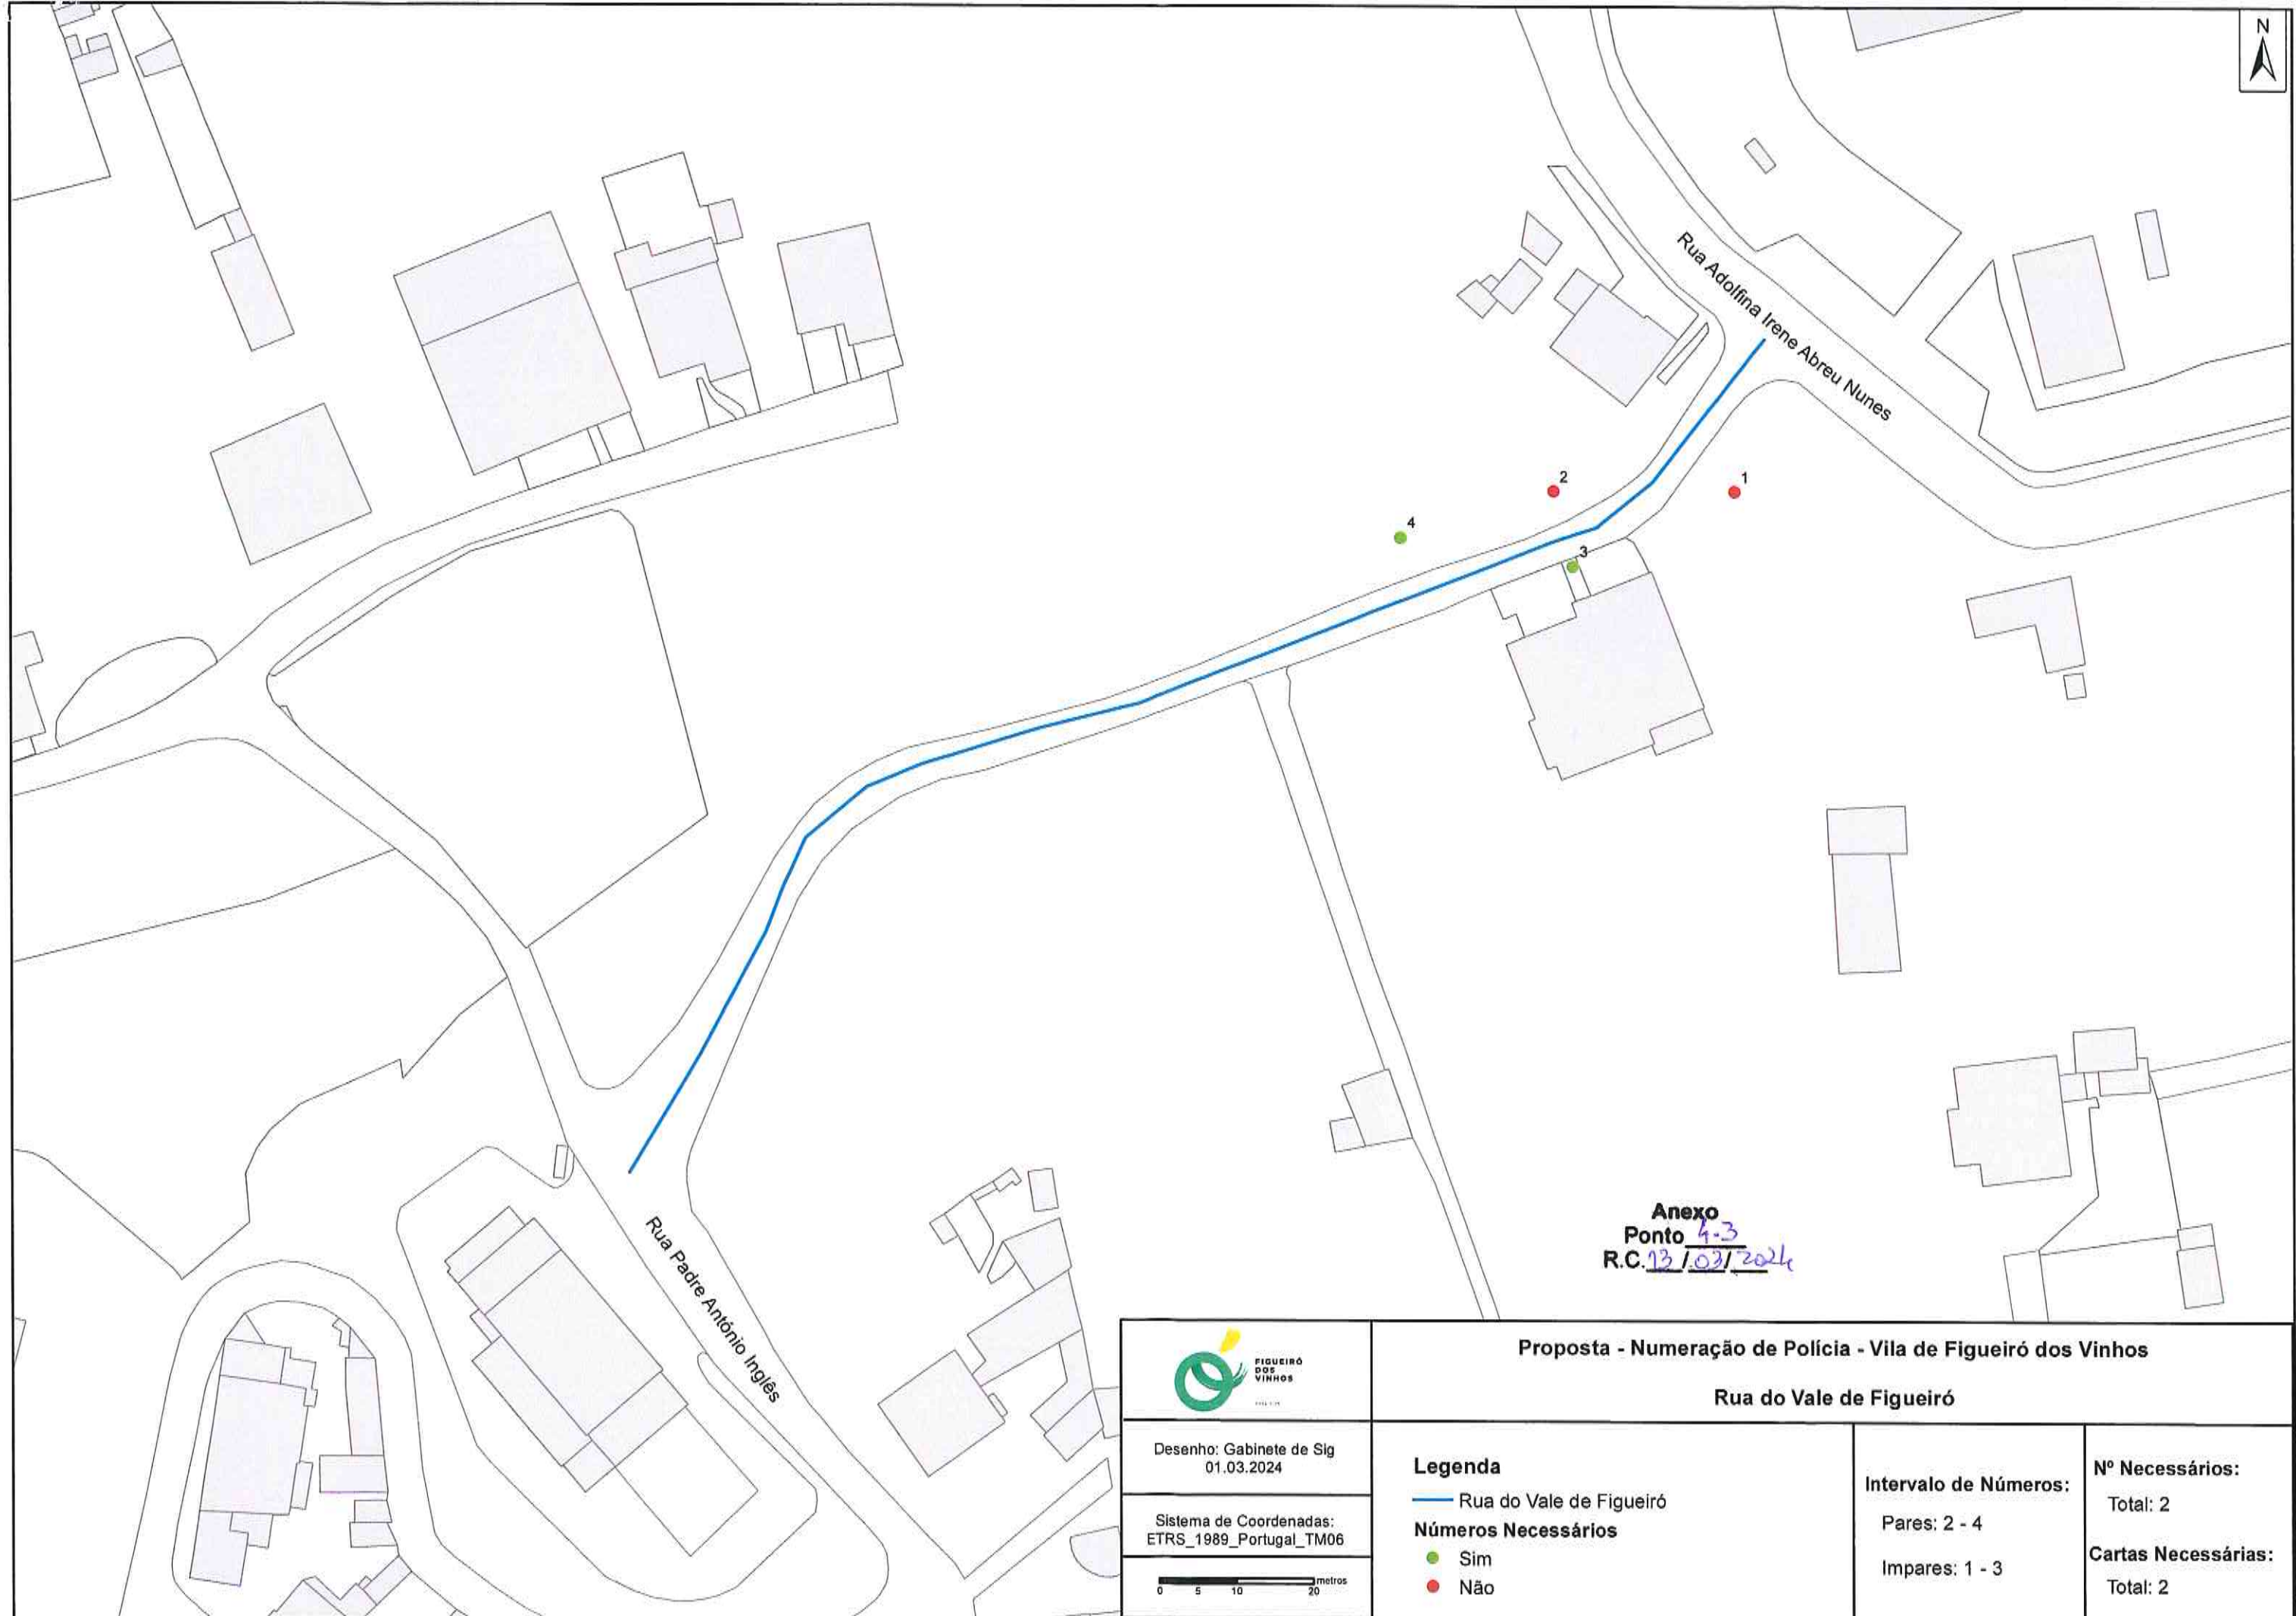 N
Rua Adolfina Irene Abreu Nunes
2
1
4
3
Rua Padre António Inglês
Anexo
Ponto 4.3
R.C. 13 / 03 / 2024
FIGUEIRÓ
DOS
VINHOS
Proposta - Numeração de Polícia - Vila de Figueiró dos Vinhos
Rua do Vale de Figueiró
Desenho: Gabinete de Sig
01.03.2024
Sistema de Coordenadas:
ETRS_1989_Portugal_TM06
metros
0 5 10 20
Legenda
Rua do Vale de Figueiró
Números Necessários
Sim
Não
Intervalo de Números:
Pares: 2 - 4
Impares: 1 - 3
Nº Necessários:
Total: 2
Cartas Necessárias:
Total: 2